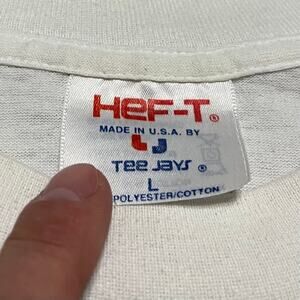 HEF-T®
MADE IN U.S.A. BY
TEE JAYS®
L
POLYESTER/COTTON